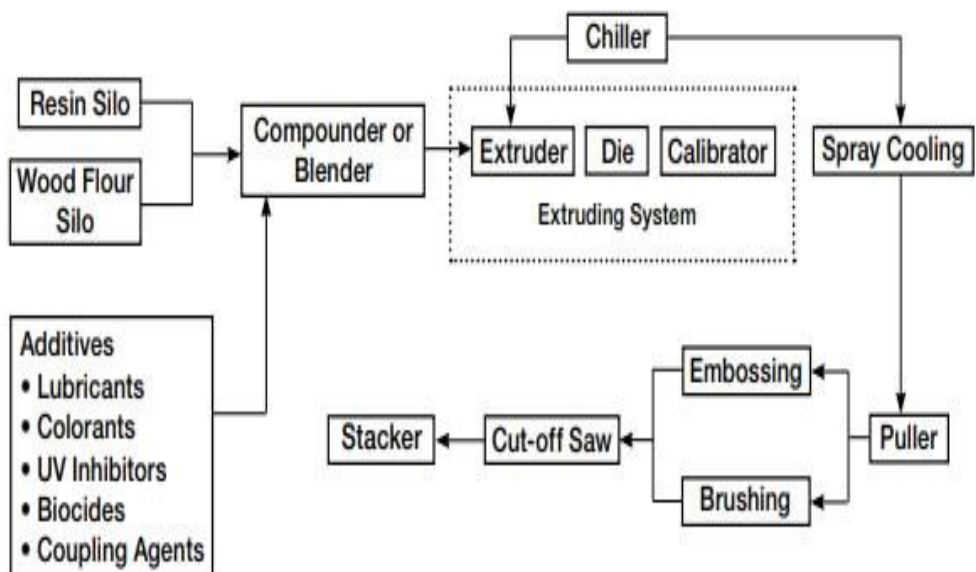 Chiller
Resin Silo
Wood Flour
Silo
Compounder or
Blender
Extruder
Die
Calibrator
Extruding System
Spray Cooling
Additives
• Lubricants
• Colorants
• UV Inhibitors
• Biocides
• Coupling Agents
Puller
Embossing
Brushing
Cut-off Saw
Stacker